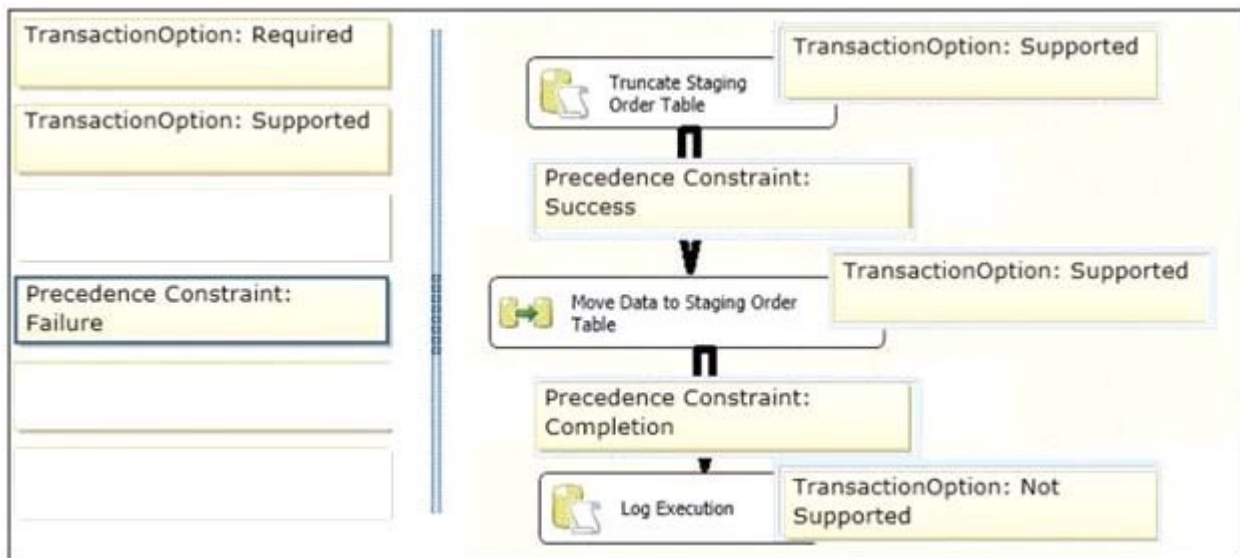 TransactionOption: Required
TransactionOption: Supported
Precedence Constraint:
Failure
TransactionOption: Supported
Truncate Staging
Order Table
Precedence Constraint:
Success
TransactionOption: Supported
Move Data to Staging Order
Table
Precedence Constraint:
Completion
TransactionOption: Not
Supported
Log Execution